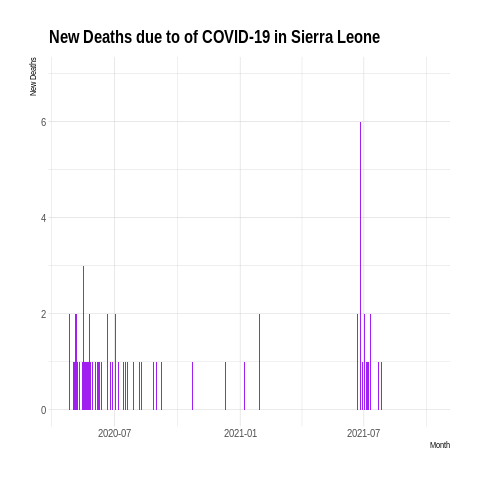 New Deaths due to of COVID-19 in Sierra Leone
New Deaths
6
4
2
0
2020-07 2021-01 2021-07
Month